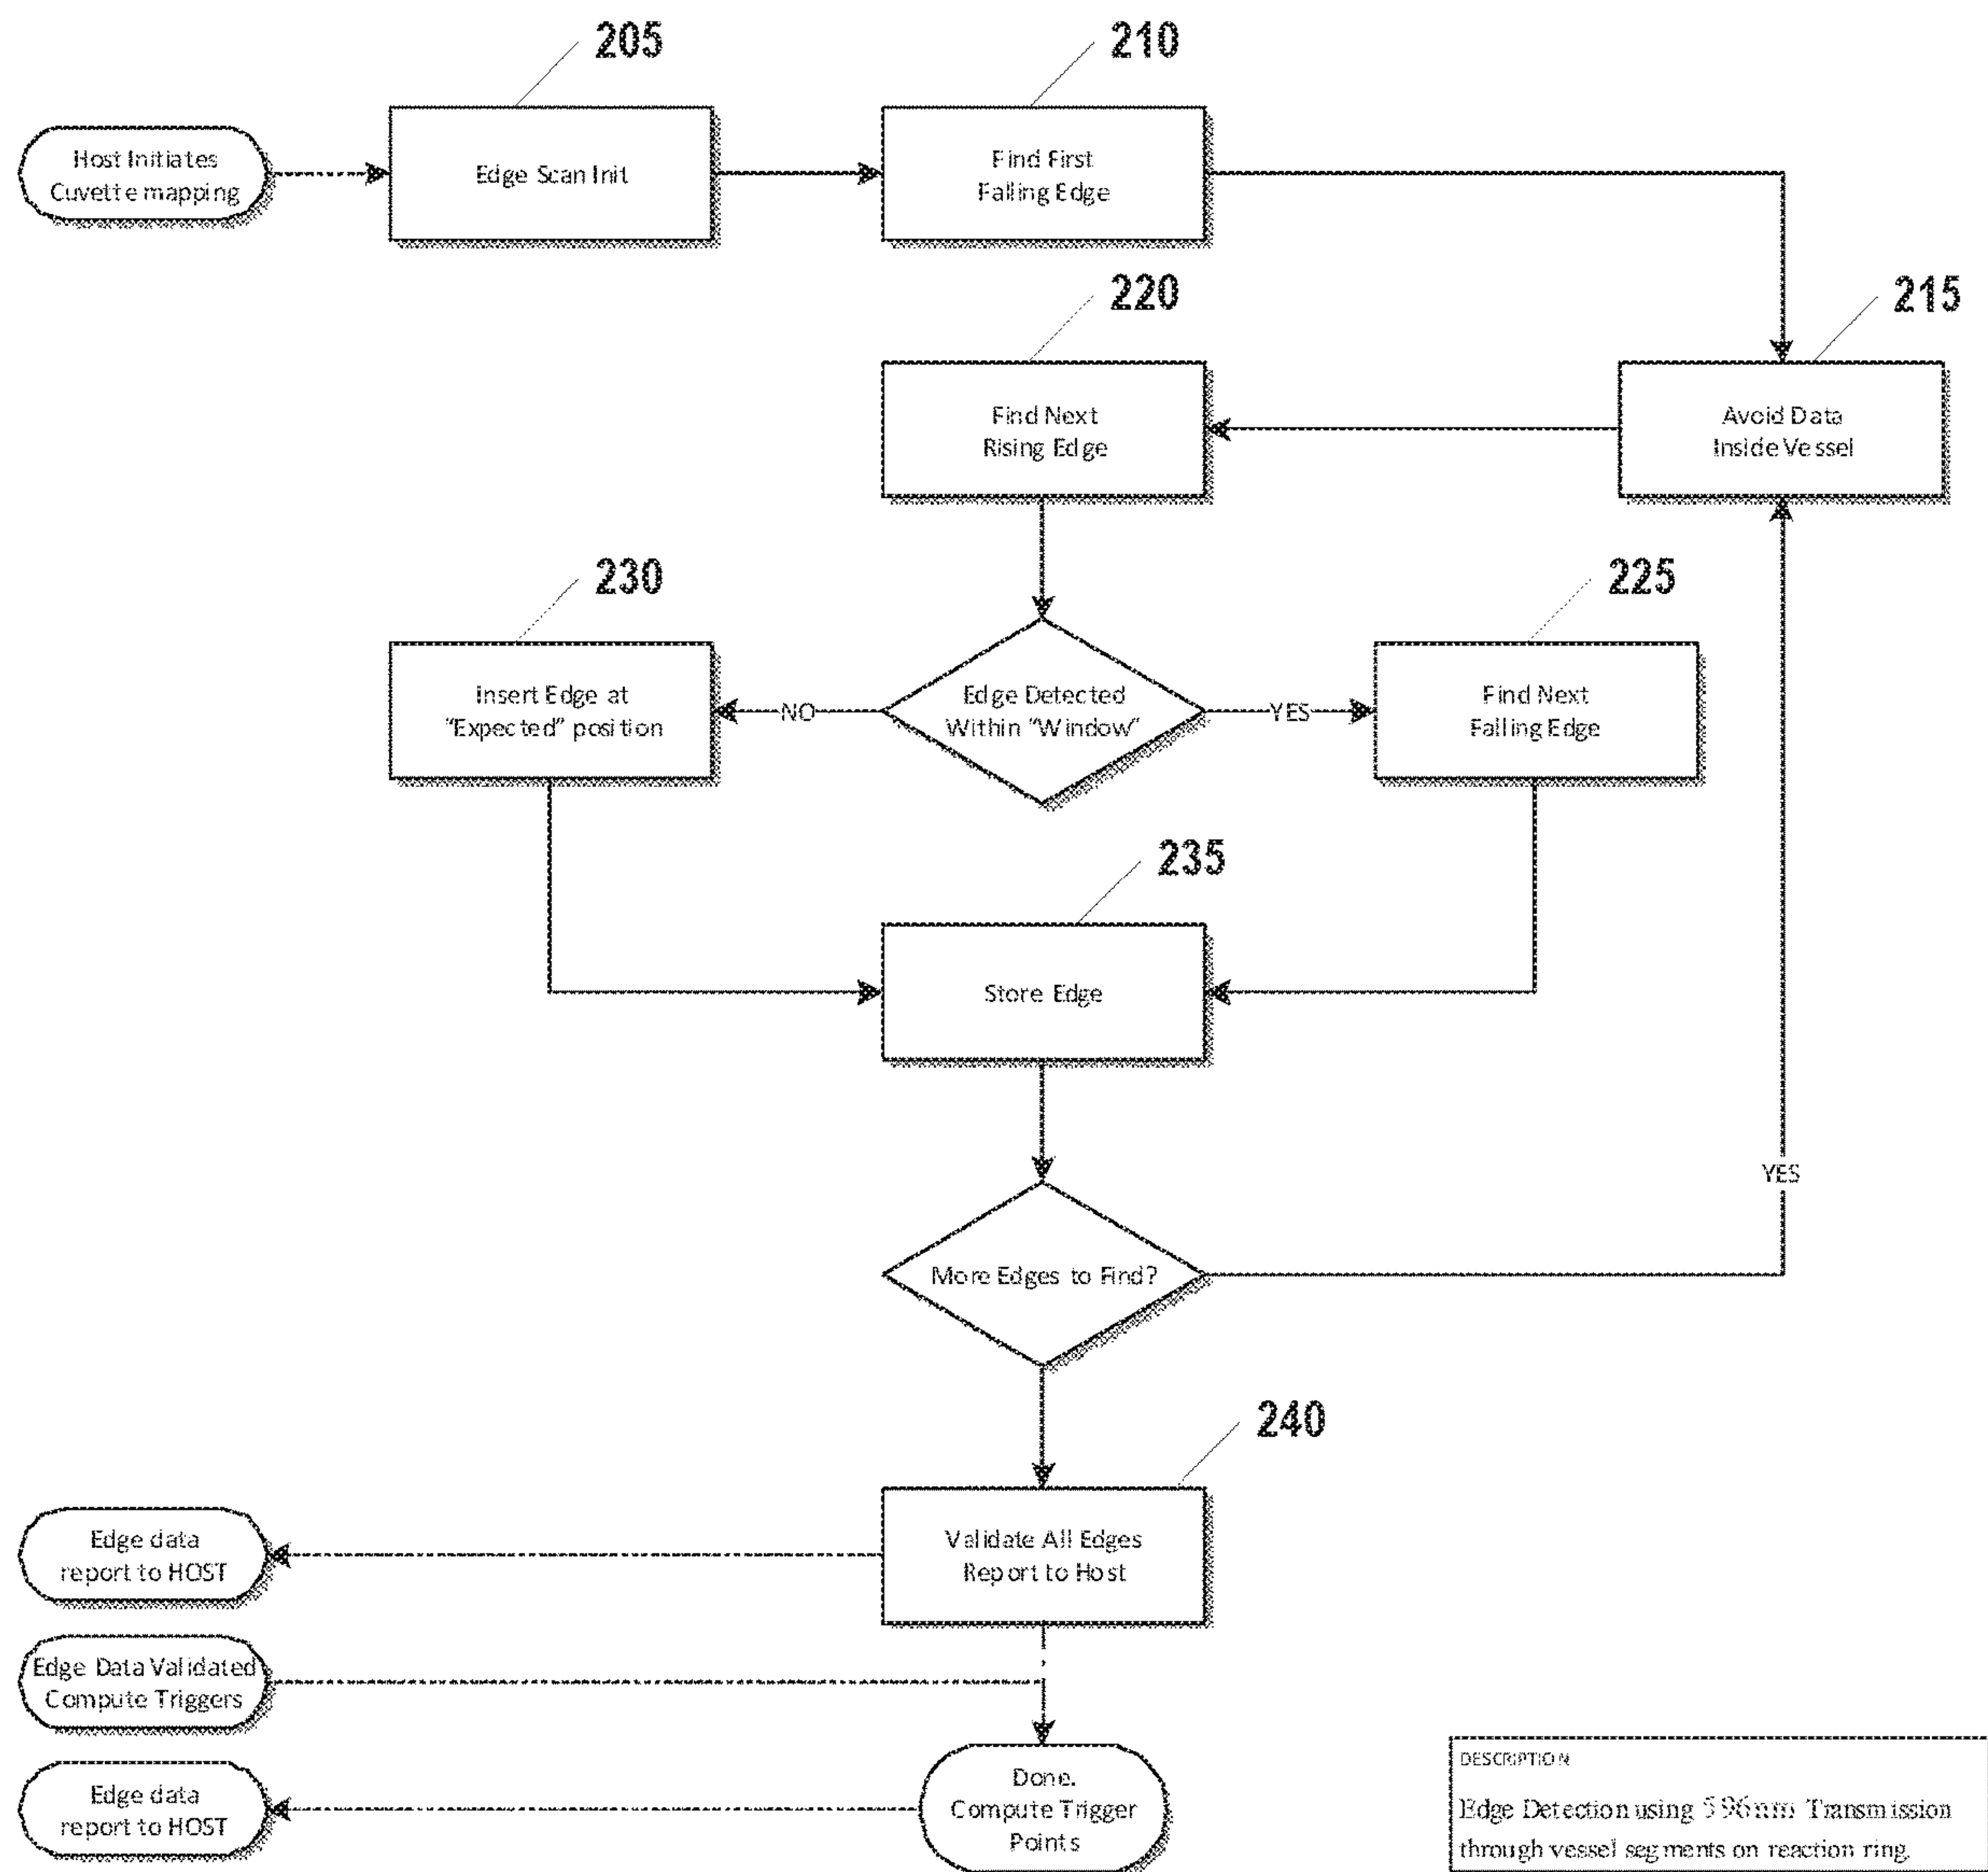 205
210
Host Initiates
Cuvette mapping
Edge Scan Init
Find First
Falling Edge
220
215
Find Next
Rising Edge
Avoid Data
Inside Vessel
230
225
Insert Edge at
"Expected" position
NO
Edge Detected
Within "Window"
YES
Find Next
Falling Edge
235
Store Edge
YES
More Edges to Find?
240
Validate All Edges
Report to Host
Edge data
report to HOST
Edge Data Validated
Compute Triggers
Edge data
report to HOST
Done.
Compute Trigger
Points
DESCRIPTION
Edge Detection using 596nm Transmission
through vessel segments on reaction ring.